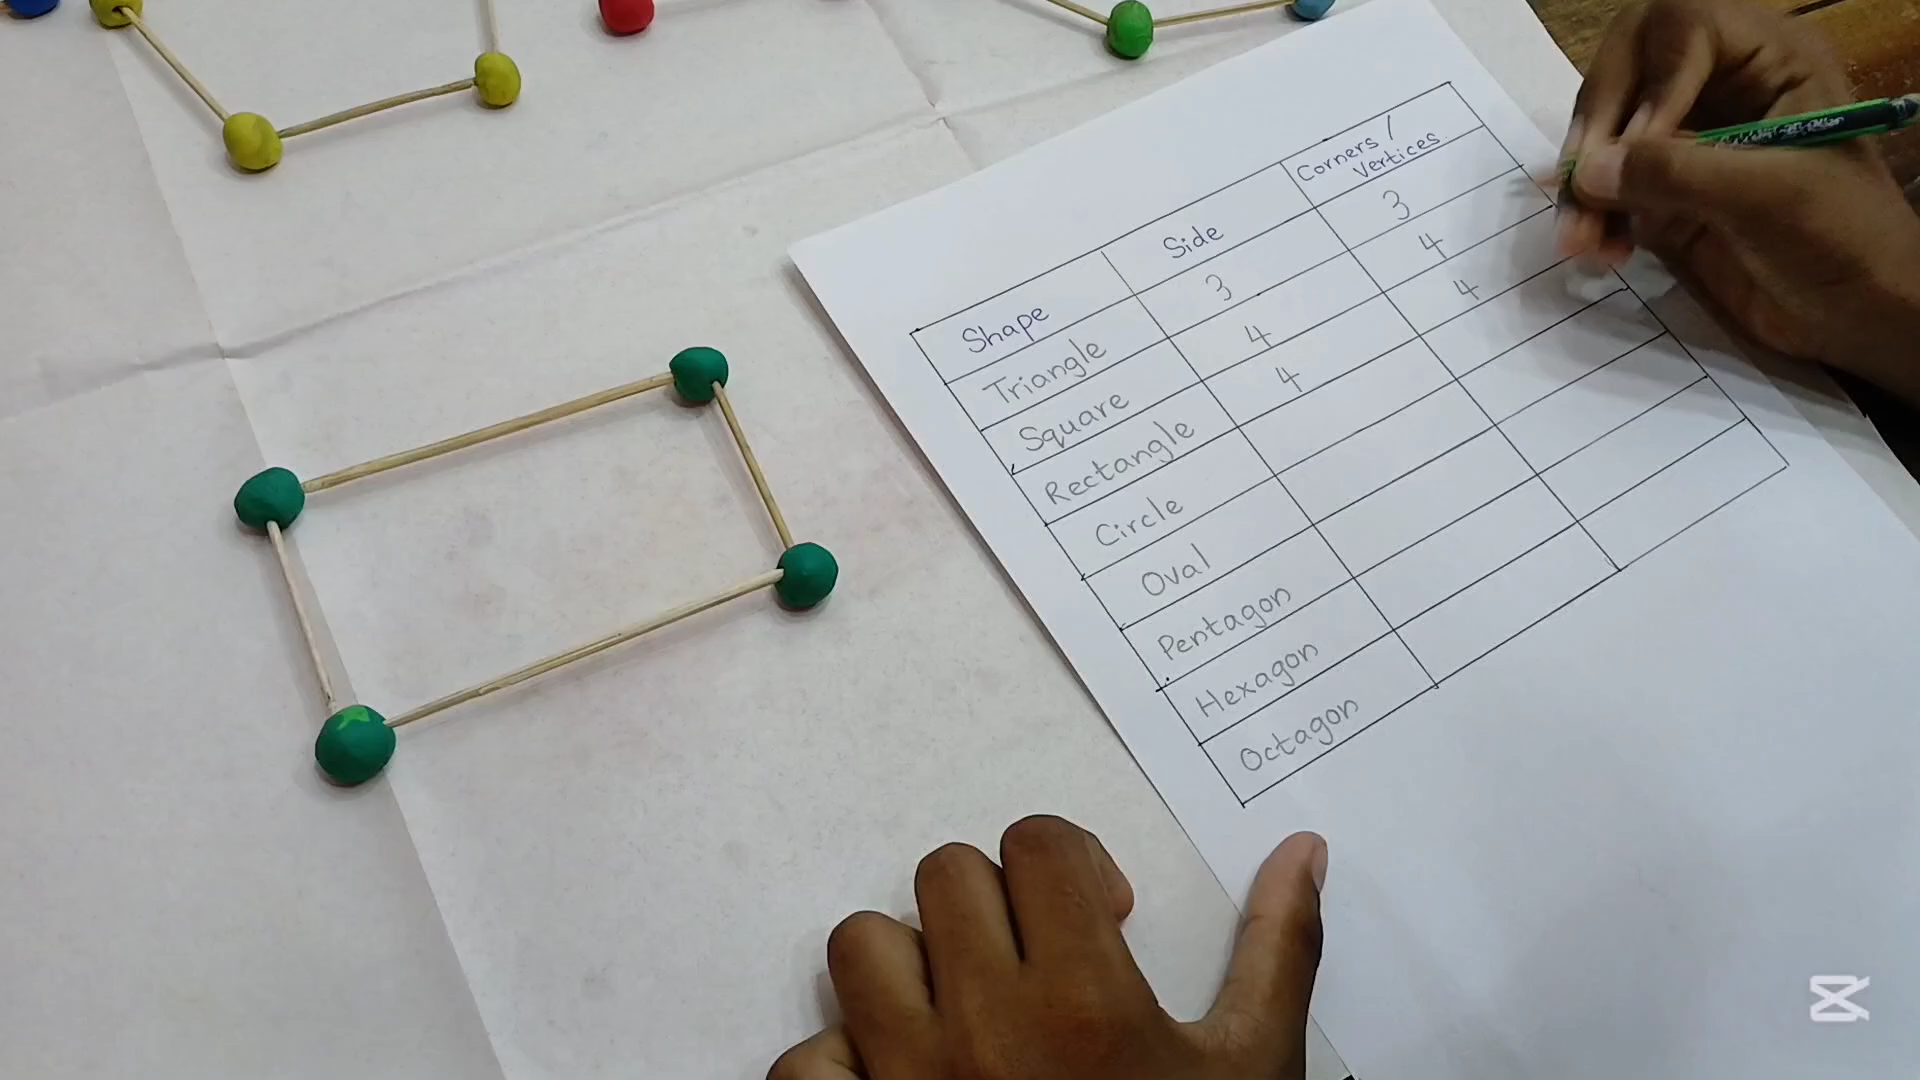 Shape Side Corners /
Vertices
Triangle 3 3
Square 4 4
Rectangle 4 4
Circle
Oval
Pentagon
Hexagon
Octagon